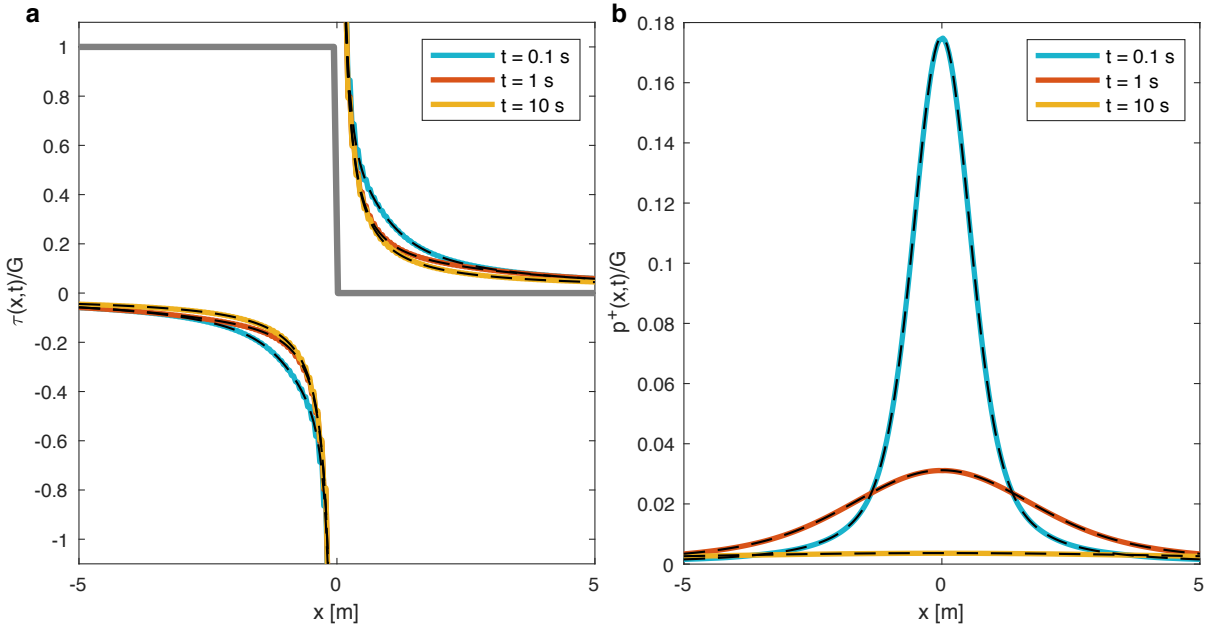 a
τ(x,t)/G
1
0.8
0.6
0.4
0.2
0
-0.2
-0.4
-0.6
-0.8
-1
-5
0
5
x [m]
t = 0.1 s
t = 1 s
t = 10 s
b
p⁺(x,t)/G
0.18
0.16
0.14
0.12
0.1
0.08
0.06
0.04
0.02
0
-5
0
5
x [m]
t = 0.1 s
t = 1 s
t = 10 s